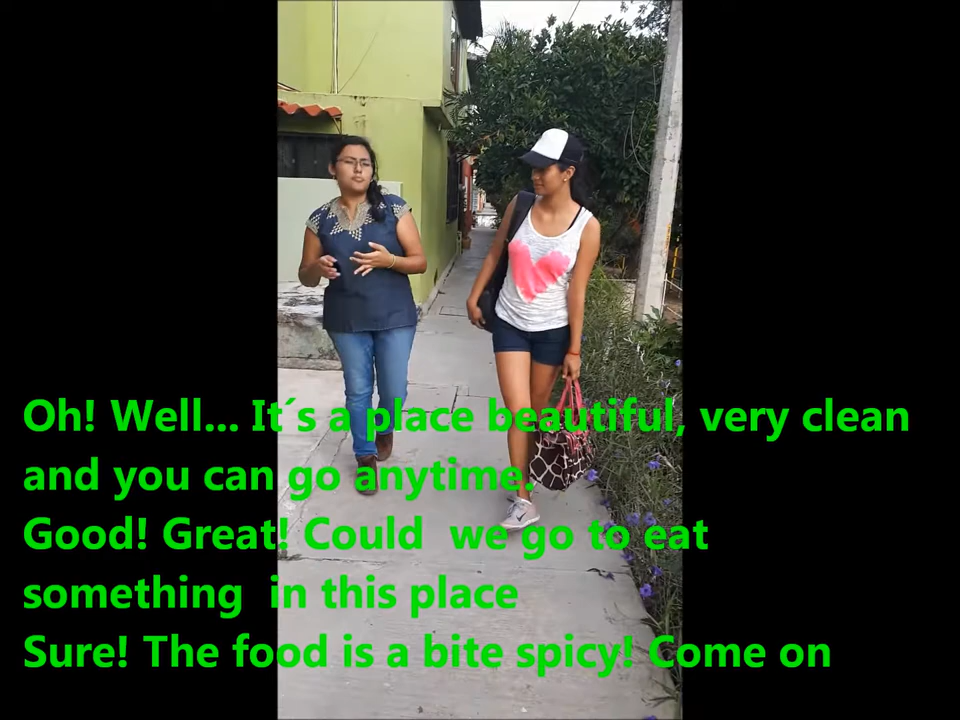 Oh! Well... It´s a place beautiful, very clean
and you can go anytime.
Good! Great! Could we go to eat
something in this place
Sure! The food is a bite spicy! Come on